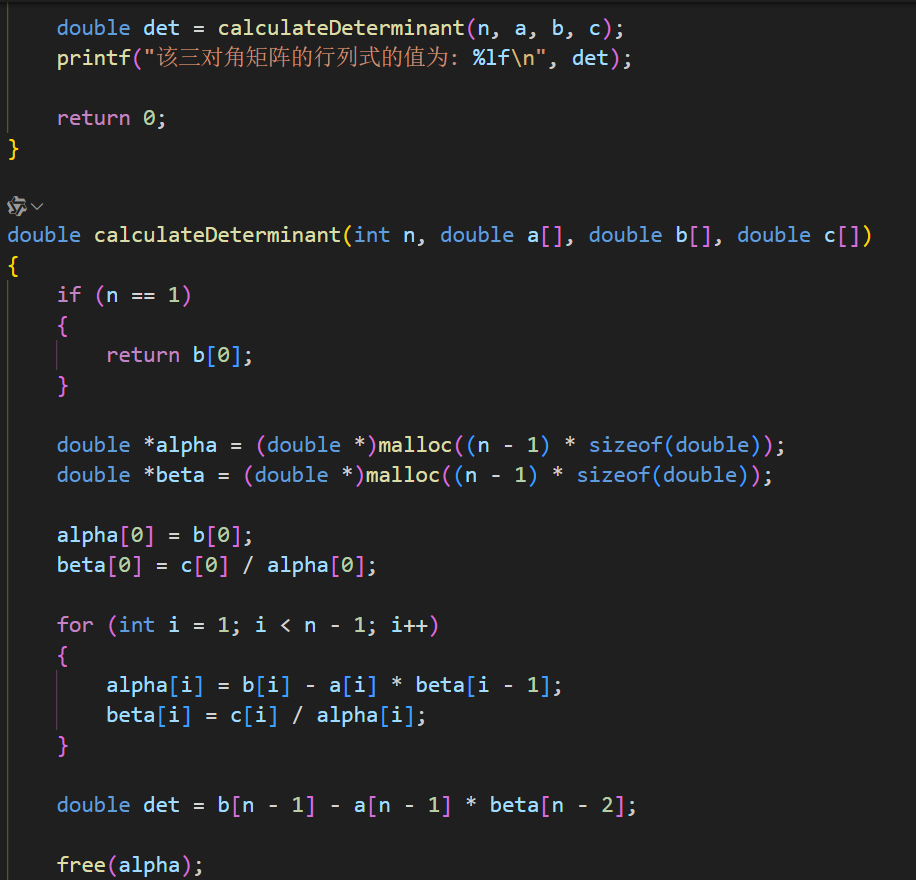 double det = calculateDeterminant(n, a, b, c);
printf("该三对角矩阵的行列式的值为: %lf\n", det);
return 0;
}
double calculateDeterminant(int n, double a[], double b[], double c[])
{
if (n == 1)
{
return b[0];
}
double *alpha = (double *)malloc((n - 1) * sizeof(double));
double *beta = (double *)malloc((n - 1) * sizeof(double));
alpha[0] = b[0];
beta[0] = c[0] / alpha[0];
for (int i = 1; i < n - 1; i++)
{
alpha[i] = b[i] - a[i] * beta[i - 1];
beta[i] = c[i] / alpha[i];
}
double det = b[n - 1] - a[n - 1] * beta[n - 2];
free(alpha);